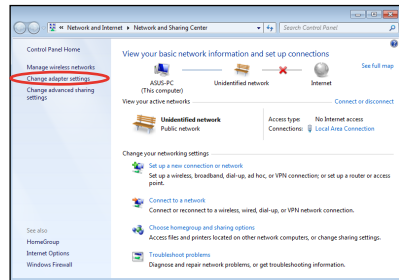 Network and Internet
Network and Sharing Center
Search Control Panel
Control Panel Home
Manage wireless networks
Change adapter settings
Change advanced sharing
settings
See also
HomeGroup
Internet Options
Windows Firewall
View your basic network information and set up connections
See full map
ASUS-PC
(This computer)
Unidentified network
Internet
View your active networks
Connect or disconnect
Unidentified network
Public network
Access type: No Internet access
Connections: Local Area Connection
Change your networking settings
Set up a new connection or network
Set up a wireless, broadband, dial-up, ad hoc, or VPN connection; or set up a router or access
point.
Connect to a network
Connect or reconnect to a wireless, wired, dial-up, or VPN network connection.
Choose homegroup and sharing options
Access files and printers located on other network computers, or change sharing settings.
Troubleshoot problems
Diagnose and repair network problems, or get troubleshooting information.